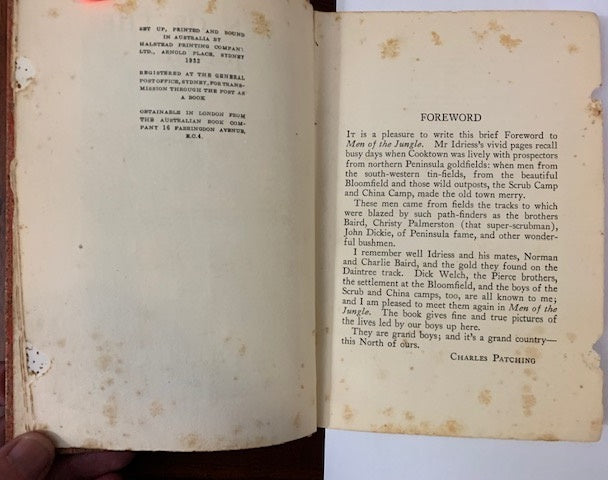 SET UP, PRINTED AND BOUND
IN AUSTRALIA BY
HALSTEAD PRINTING COMPANY
LTD., ARNOLD PLACE, SYDNEY
1932
REGISTERED AT THE GENERAL
POST OFFICE, SYDNEY, FOR TRANS-
MISSION THROUGH THE POST AS
A BOOK
OBTAINABLE IN LONDON FROM
THE AUSTRALIAN BOOK COM-
PANY 16 FARRINGDON AVENUE,
E.C.4.
FOREWORD
IT is a pleasure to write this brief Foreword to
Men of the Jungle. Mr Idriess's vivid pages recall
busy days when Cooktown was lively with prospectors
from northern Peninsula goldfields: when men from
the south-western tin-fields, from the beautiful
Bloomfield and those wild outposts, the Scrub Camp
and China Camp, made the old town merry.
These men came from fields the tracks to which
were blazed by such path-finders as the brothers
Baird, Christy Palmerston (that super-scrubman),
John Dickie, of Peninsula fame, and other wonder-
ful bushmen.
I remember well Idriess and his mates, Norman
and Charlie Baird, and the gold they found on the
Daintree track. Dick Welch, the Pierce brothers,
the settlement at the Bloomfield, and the boys of the
Scrub and China camps, too, are all known to me;
and I am pleased to meet them again in Men of the
Jungle. The book gives fine and true pictures of
the lives led by our boys up here.
They are grand boys; and it's a grand country—
this North of ours.
CHARLES PATCHING